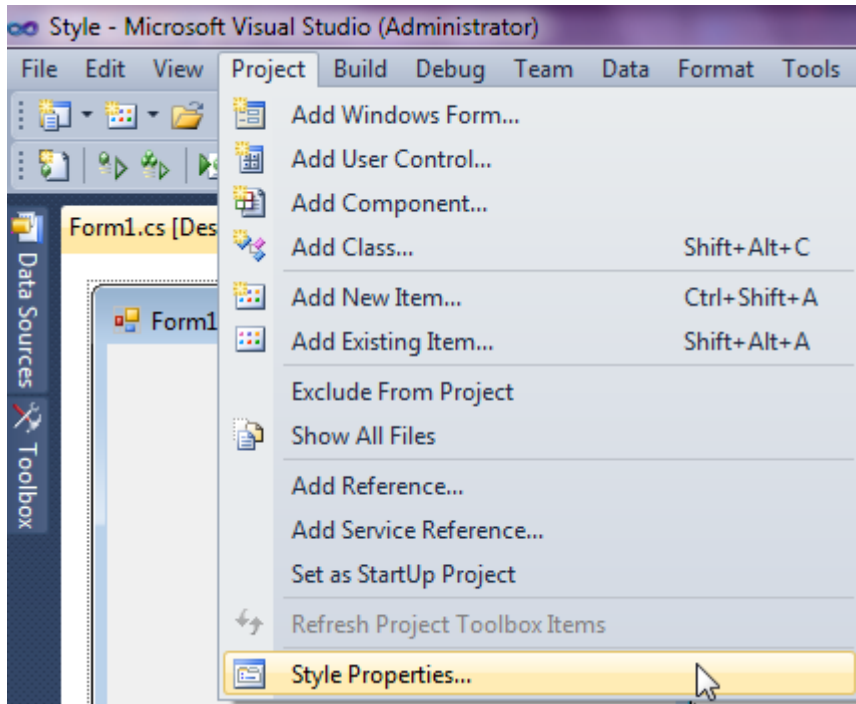 Style - Microsoft Visual Studio (Administrator)
File Edit View Project Build Debug Team Data Format Tools
Add Windows Form...
Add User Control...
Add Component...
Form1.cs [Des
Add Class... Shift+Alt+C
Add New Item... Ctrl+Shift+A
Form1
Add Existing Item... Shift+Alt+A
Exclude From Project
Show All Files
Add Reference...
Add Service Reference...
Set as StartUp Project
Refresh Project Toolbox Items
Style Properties...
Data Sources
Toolbox